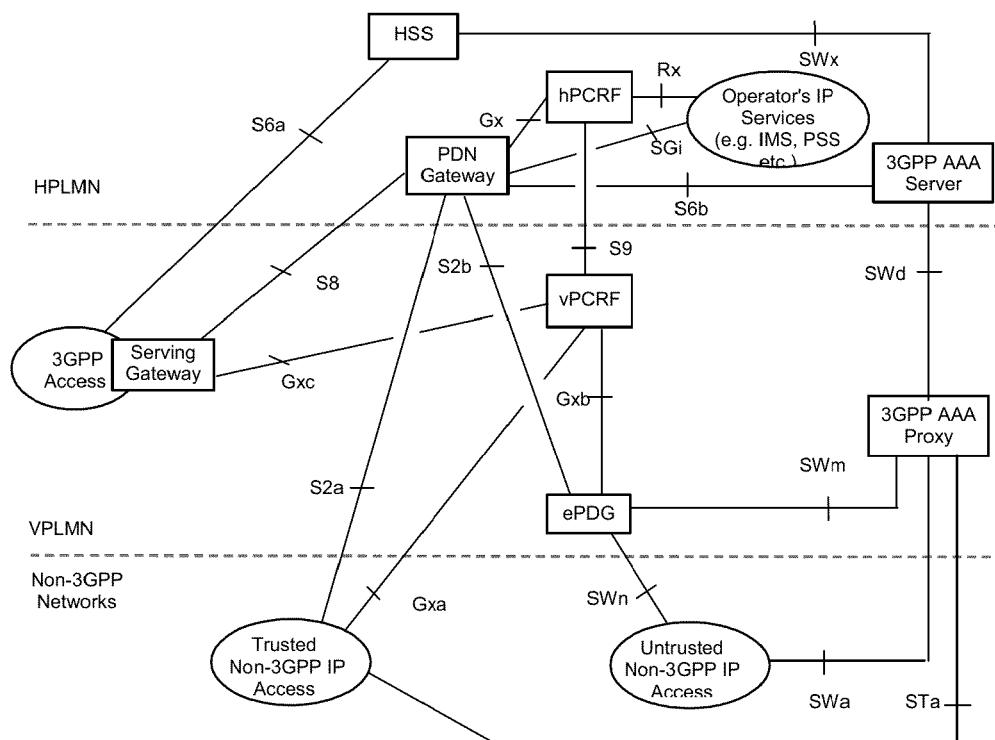 HSS
SWx
hPCRF
Rx
Operator's IP
Services
(e.g. IMS, PSS
etc.)
Gx
S6a
SGi
PDN
Gateway
3GPP AAA
Server
HPLMN
S6b
S9
S2b
SWd
S8
vPCRF
3GPP
Access
Serving
Gateway
Gxc
Gxb
3GPP AAA
Proxy
SWm
S2a
ePDG
VPLMN
Non-3GPP
Networks
Gxa
SWn
Trusted
Non-3GPP IP
Access
Untrusted
Non-3GPP IP
Access
SWa
STa